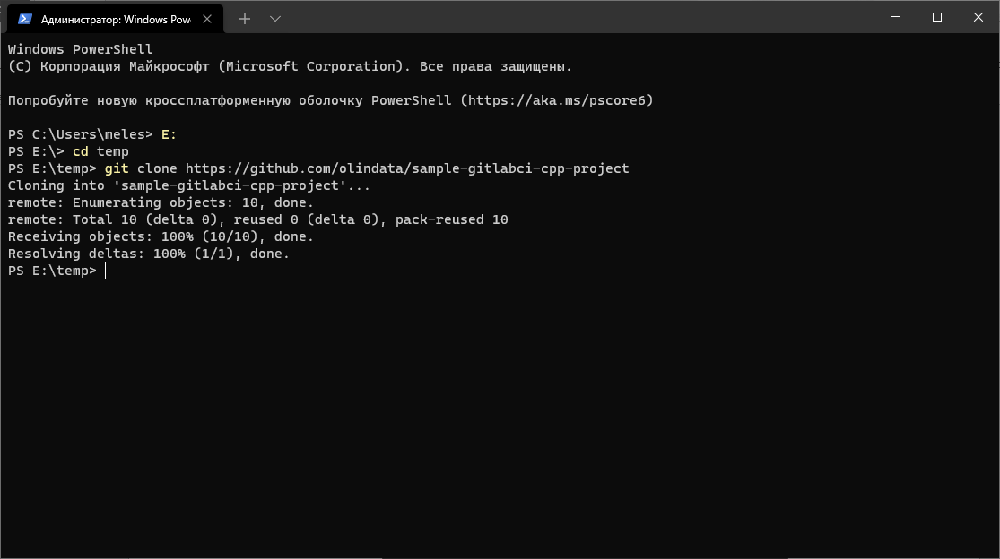 Администратор: Windows Pow
Windows PowerShell
(C) Корпорация Майкрософт (Microsoft Corporation). Все права защищены.
Попробуйте новую кроссплатформенную оболочку PowerShell (https://aka.ms/pscore6)
PS C:\Users\meles> E:
PS E:\> cd temp
PS E:\temp> git clone https://github.com/olindata/sample-gitlabci-cpp-project
Cloning into 'sample-gitlabci-cpp-project'...
remote: Enumerating objects: 10, done.
remote: Total 10 (delta 0), reused 0 (delta 0), pack-reused 10
Receiving objects: 100% (10/10), done.
Resolving deltas: 100% (1/1), done.
PS E:\temp>